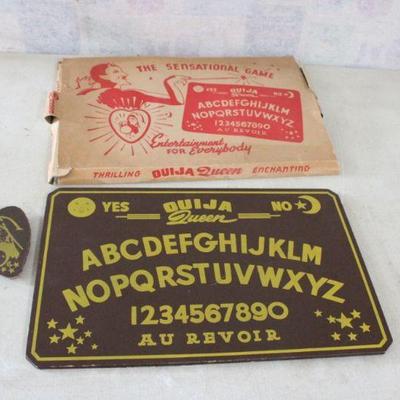 THE SENSATIONAL GAME
YES OUIJA Queen NO
ABCDEFGHIJKLM
NOPQRSTUVWXYZ
1234567890
AU REVOIR
Entertainment
FOR Everybody
THRILLING OUIJA Queen ENCHANTING
YES OUIJA NO
Queen
ABCDEFGHIJKLM
NOPQRSTUVWXYZ
1234567890
AU REVOIR